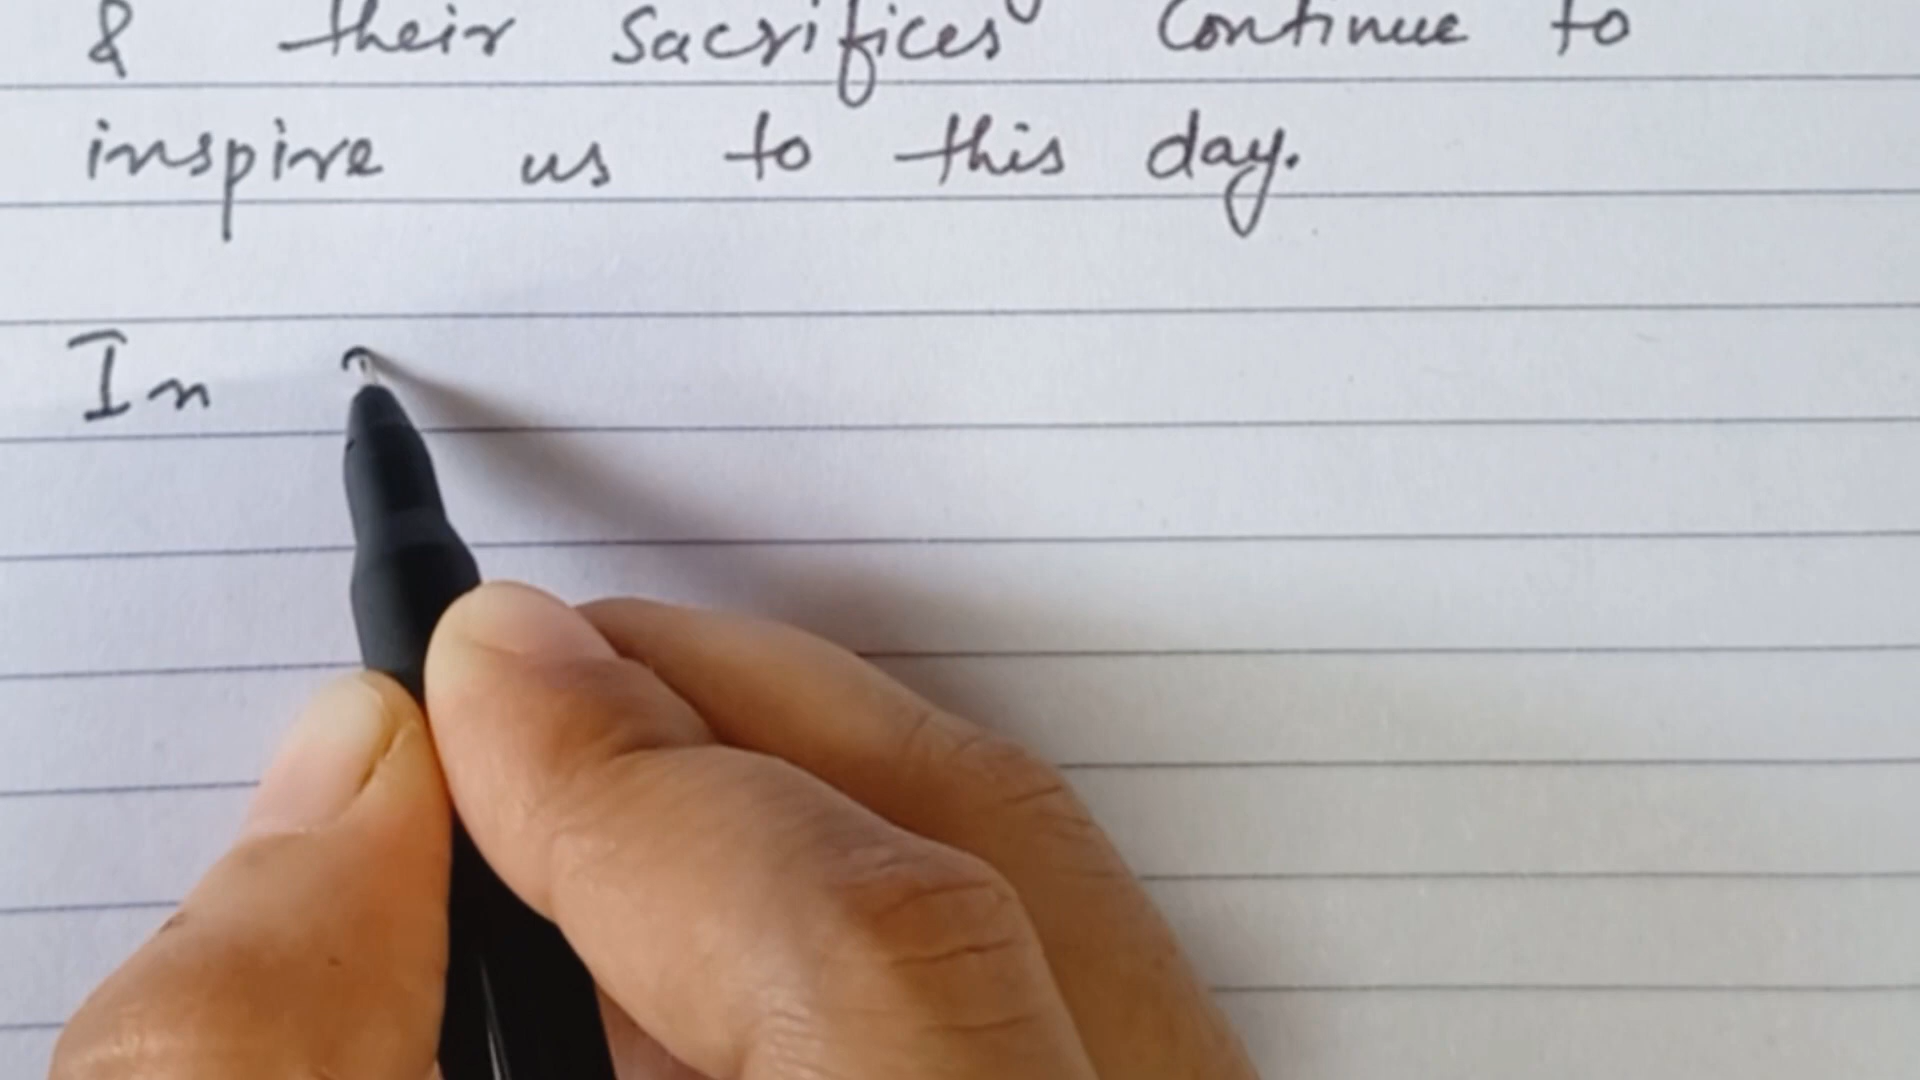 & their sacrifices continue to
inspire us to this day.
In